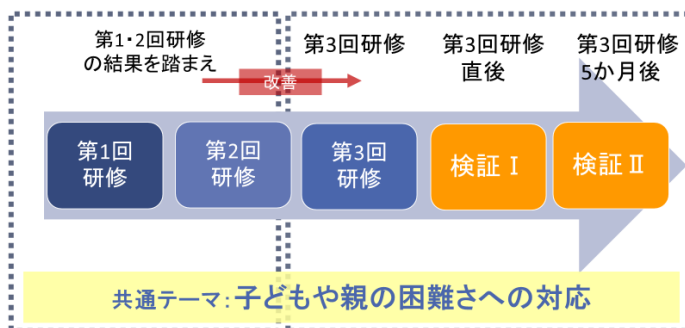 第1・2回研修
の結果を踏まえ
改善
第3回研修
第3回研修
直後
第3回研修
5か月後
第1回
研修
第2回
研修
第3回
研修
検証Ⅰ
検証Ⅱ
共通テーマ:子どもや親の困難さへの対応